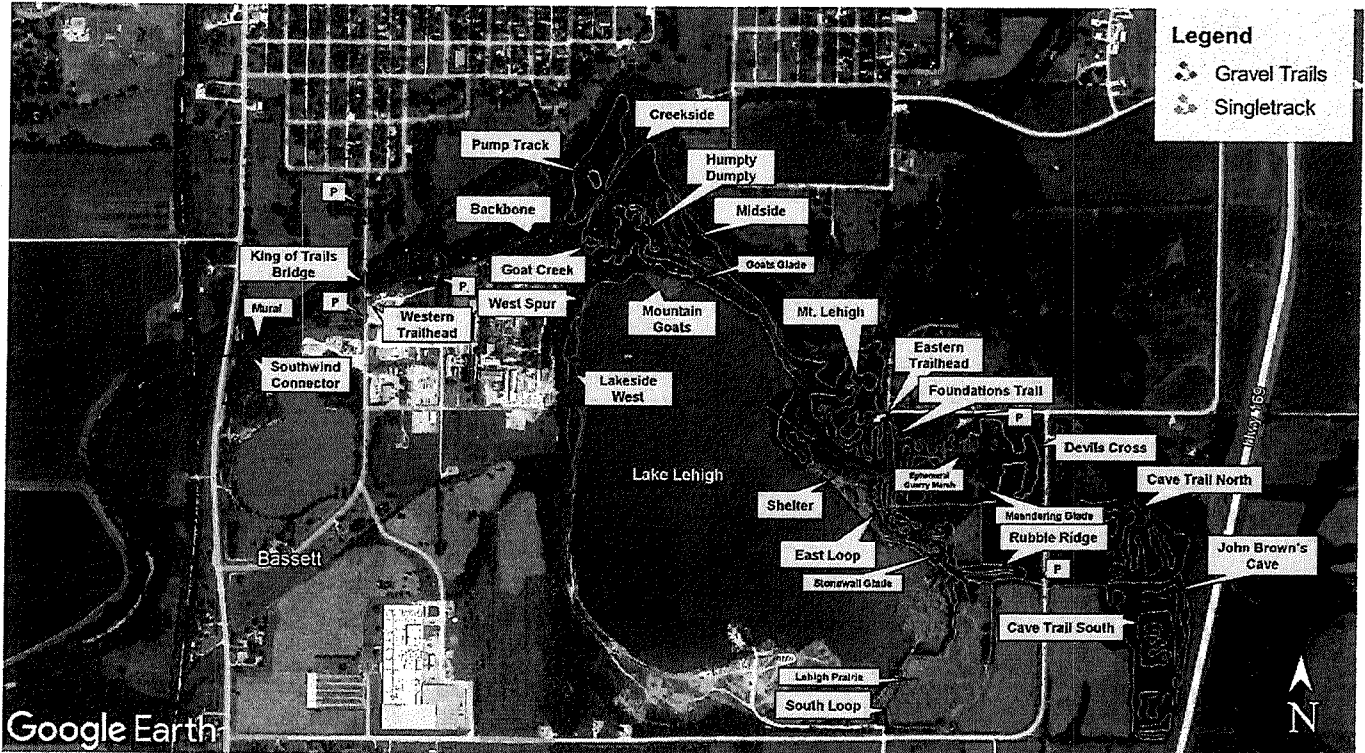 Legend
Gravel Trails
Singletrack
Creekside
Pump Track
Humpty
Dumpty
Backbone
Midside
King of Trails
Bridge
Goat Creek
Goats Glade
P
P
P
Mural
West Spur
Western
Trailhead
Mountain
Goats
Mt. Lehigh
Eastern
Trailhead
Southwind
Connector
Lakeside
West
Foundations Trail
P
Hwy 169
Devils Cross
Lake Lehigh
Ephemeral
Quarry Marsh
Cave Trail North
Shelter
Meandering Glade
Rubble Ridge
East Loop
John Brown's
Cave
Bassett
Stonewall Glade
P
Cave Trail South
Lehigh Prairie
South Loop
N
Google Earth